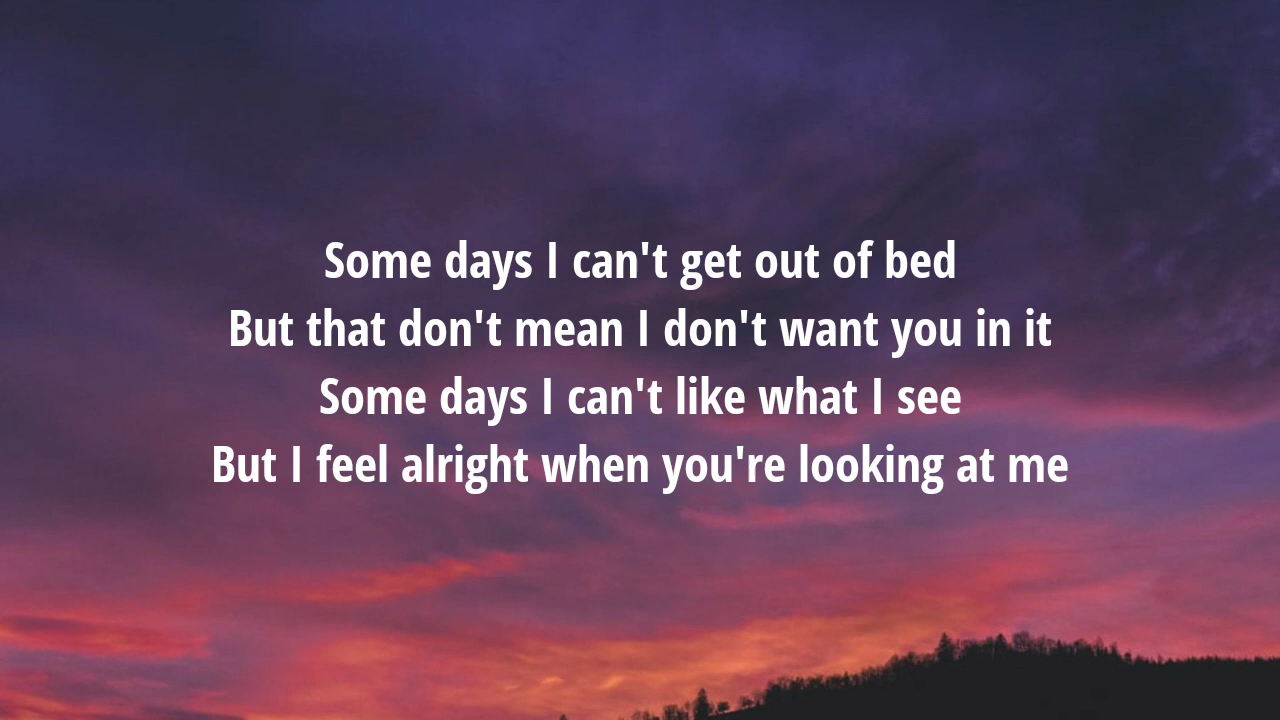 Some days I can't get out of bed
But that don't mean I don't want you in it
Some days I can't like what I see
But I feel alright when you're looking at me